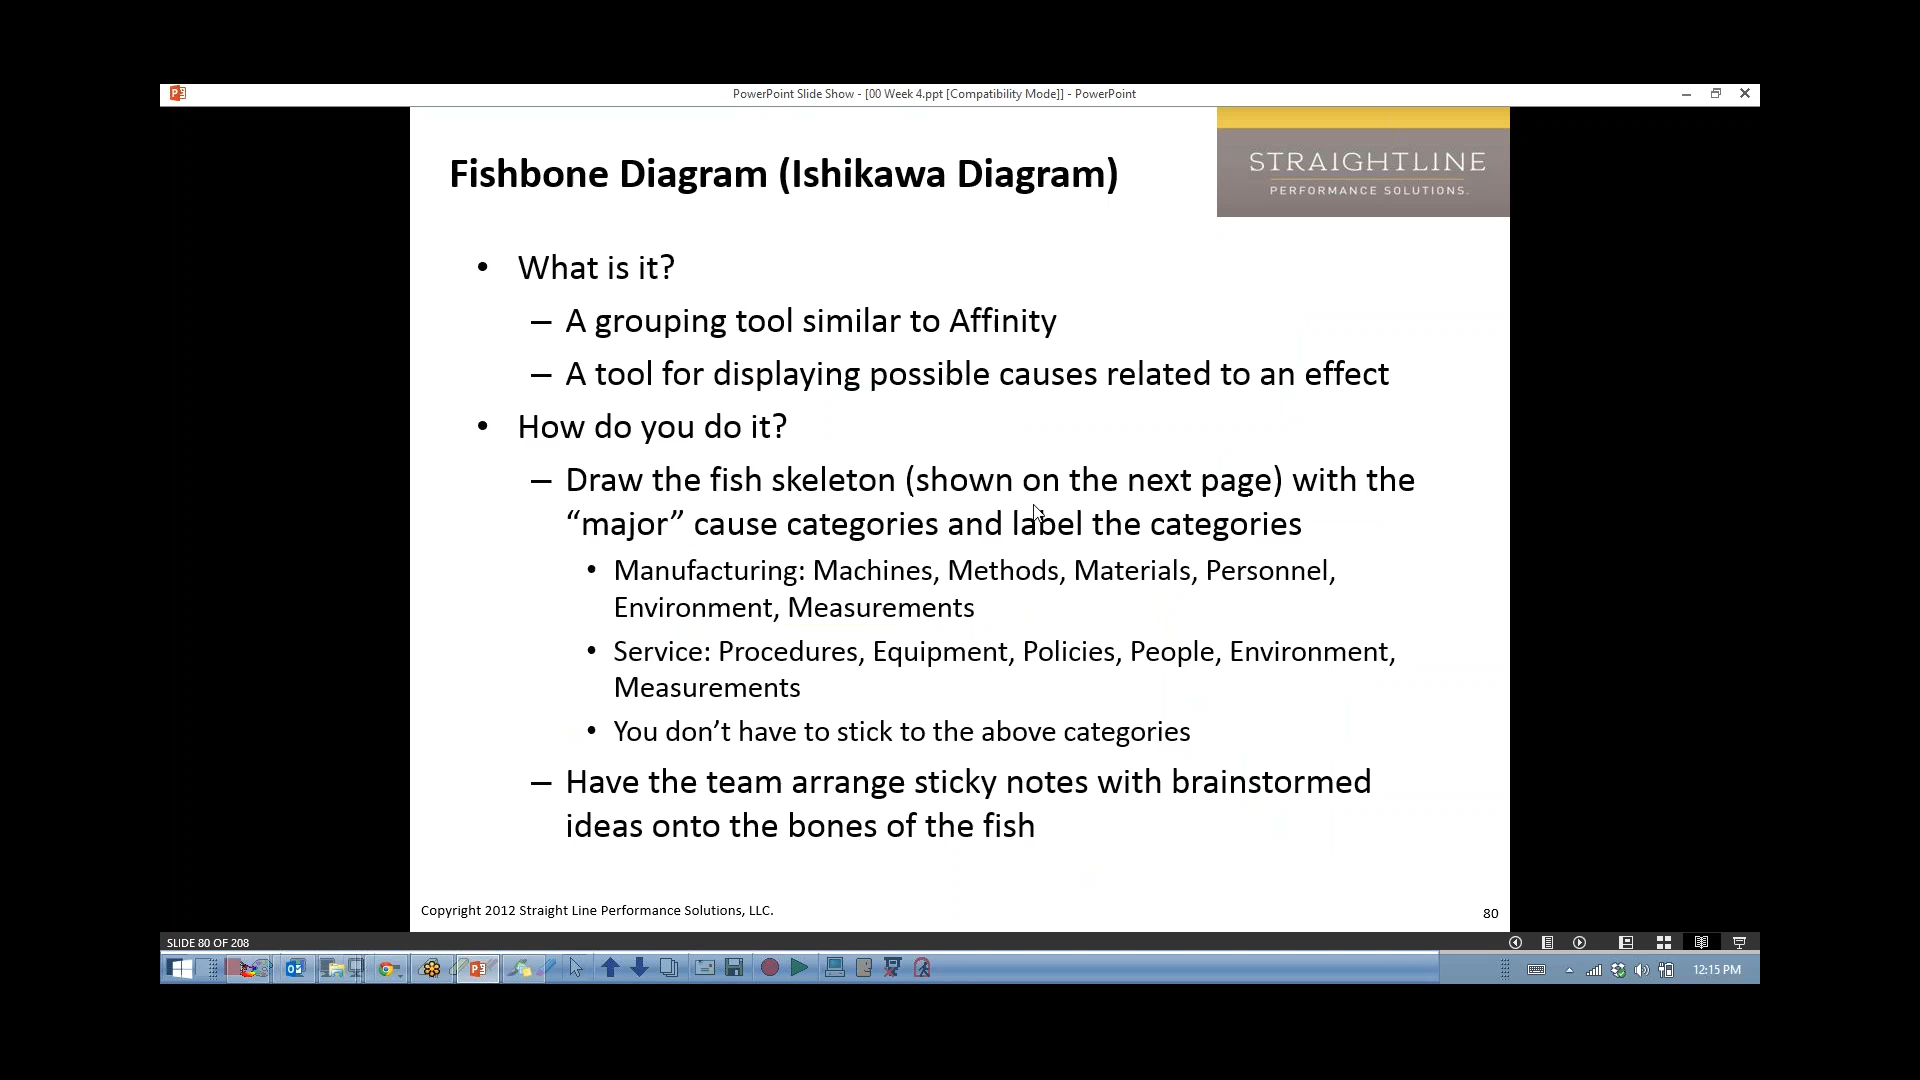 PowerPoint Slide Show - [00 Week 4.ppt [Compatibility Mode]] - PowerPoint
Fishbone Diagram (Ishikawa Diagram)
STRAIGHTLINE
PERFORMANCE SOLUTIONS.
• What is it?
– A grouping tool similar to Affinity
– A tool for displaying possible causes related to an effect
• How do you do it?
– Draw the fish skeleton (shown on the next page) with the
“major” cause categories and label the categories
• Manufacturing: Machines, Methods, Materials, Personnel,
Environment, Measurements
• Service: Procedures, Equipment, Policies, People, Environment,
Measurements
• You don’t have to stick to the above categories
– Have the team arrange sticky notes with brainstormed
ideas onto the bones of the fish
Copyright 2012 Straight Line Performance Solutions, LLC.
80
SLIDE 80 OF 208
12:15 PM